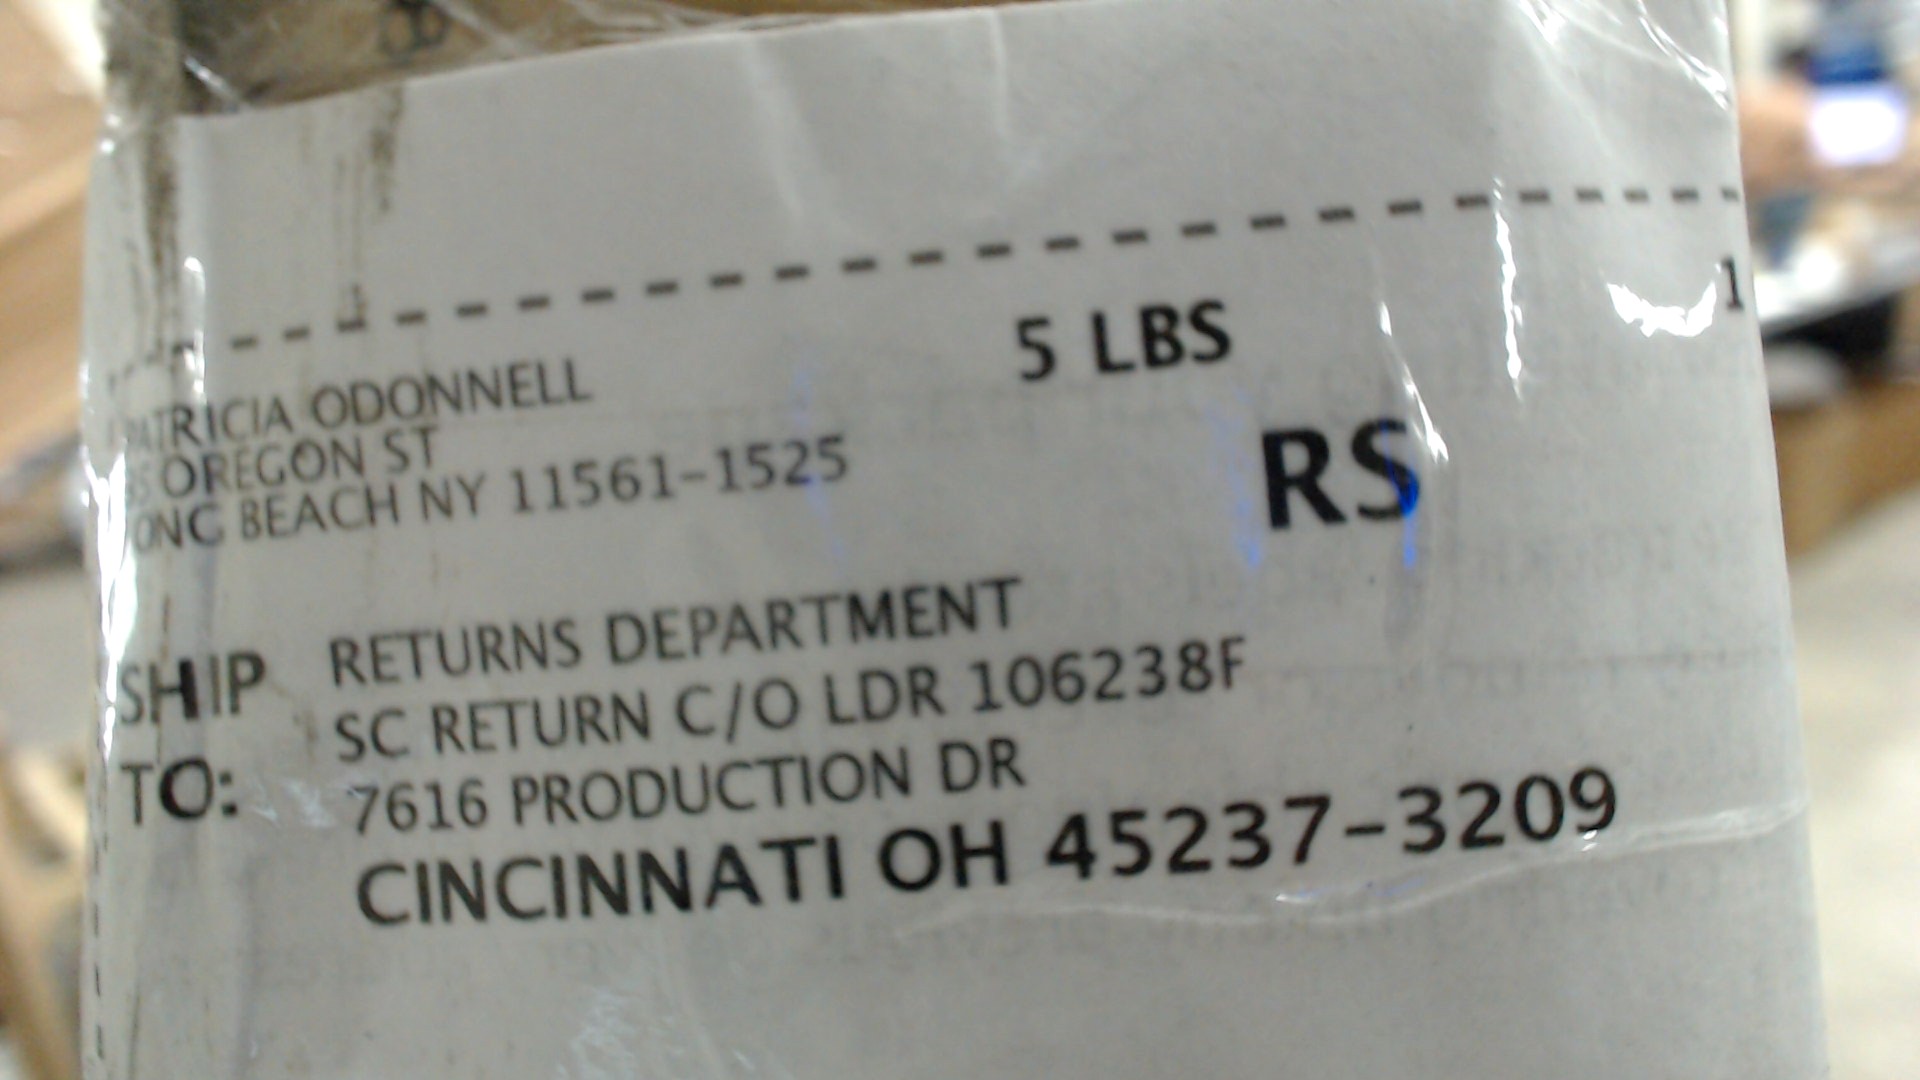 5 LBS
1
PATRICIA ODONNELL
OREGON ST
ONG BEACH NY 11561-1525
RS
SHIP TO:
RETURNS DEPARTMENT
SC RETURN C/O LDR 106238F
7616 PRODUCTION DR
CINCINNATI OH 45237-3209